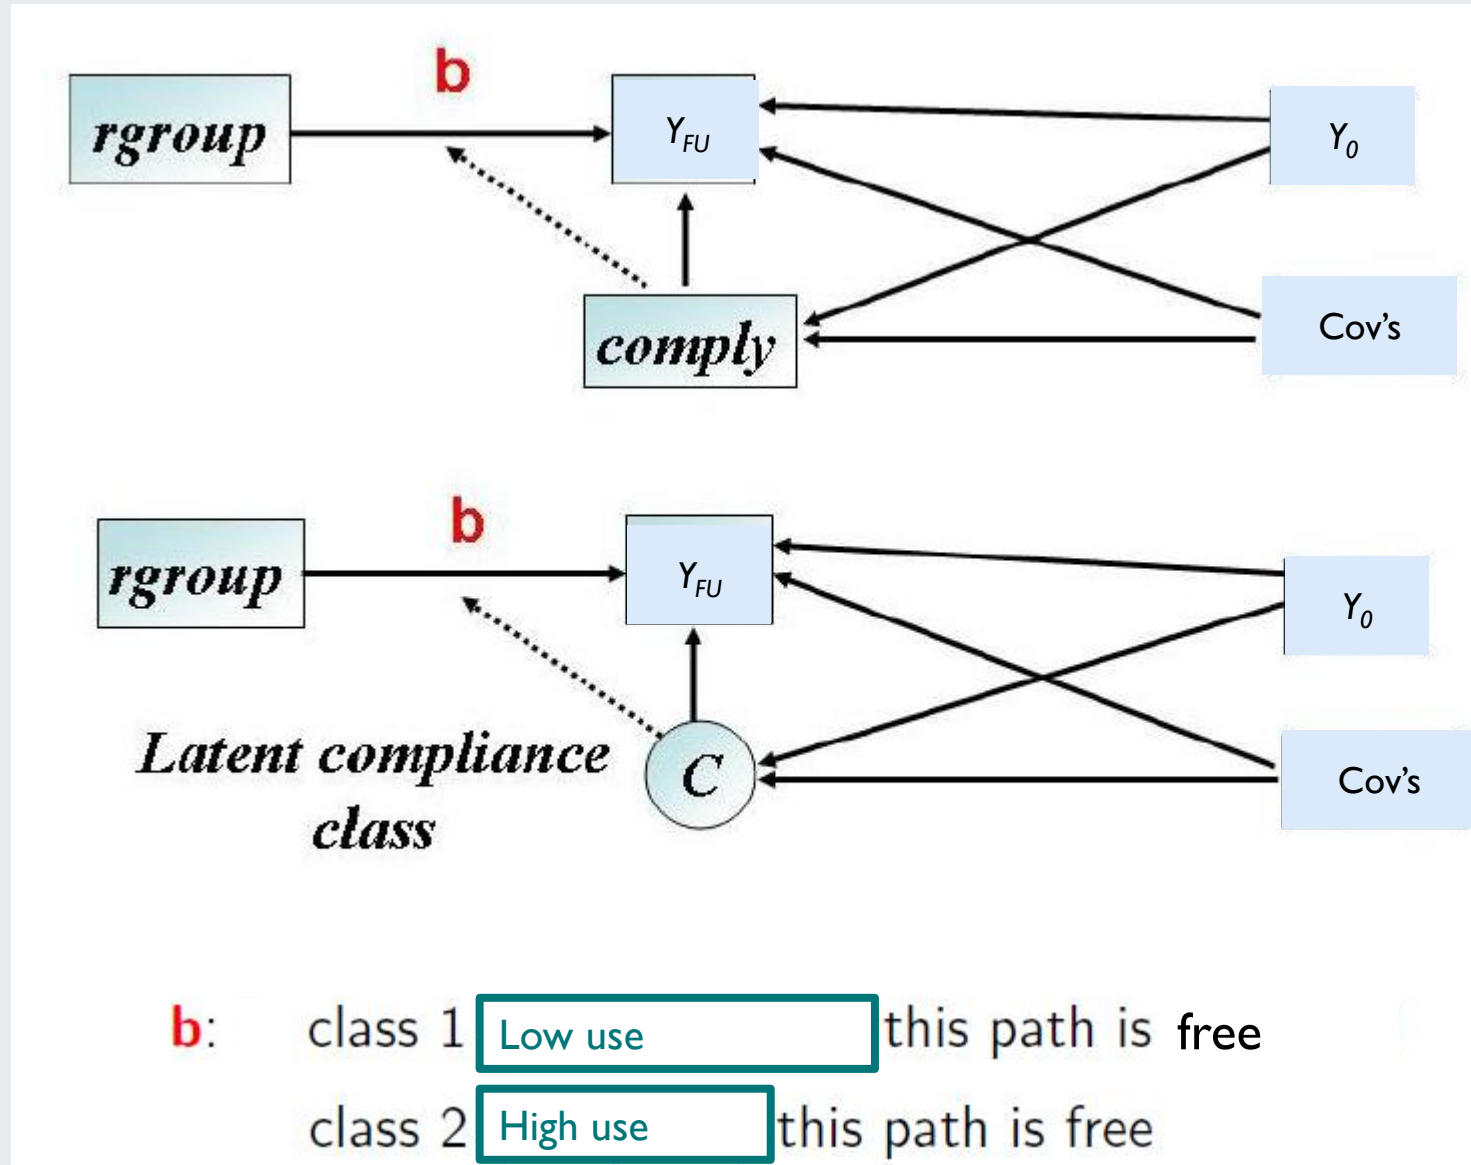 b
rgroup
Y_FU
Y_0
comply
Cov's
b
rgroup
Y_FU
Y_0
Latent compliance
class
C
Cov's
b: class 1 Low use this path is free
class 2 High use this path is free